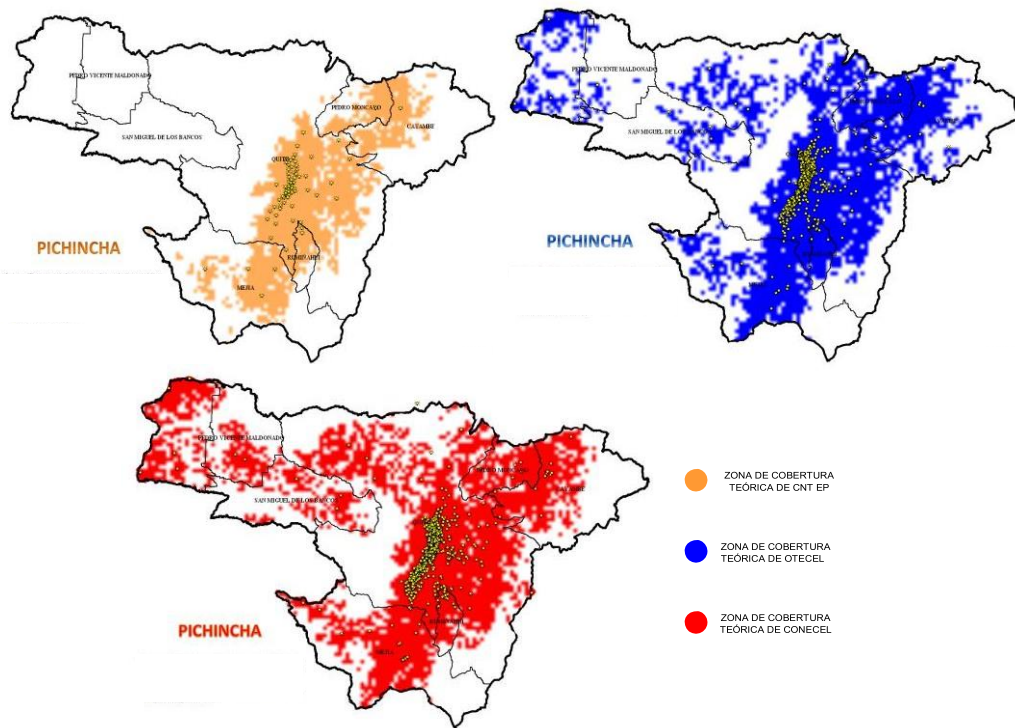 PEDRO VICENTE MALDONADO
PEDRO MONCAYO
CAYAMBE
SAN MIGUEL DE LOS BANCOS
QUITO
PICHINCHA
RUMIÑAHUI
MEJIA
PEDRO VICENTE MALDONADO
SAN MIGUEL DE LOS BANCOS
PICHINCHA
PEDRO VICENTE MALDONADO
PEDRO MONCAYO
SAN MIGUEL DE LOS BANCOS
PICHINCHA
MEJIA
ZONA DE COBERTURA
TEÓRICA DE CNT EP
ZONA DE COBERTURA
TEÓRICA DE OTECEL
ZONA DE COBERTURA
TEÓRICA DE CONECEL